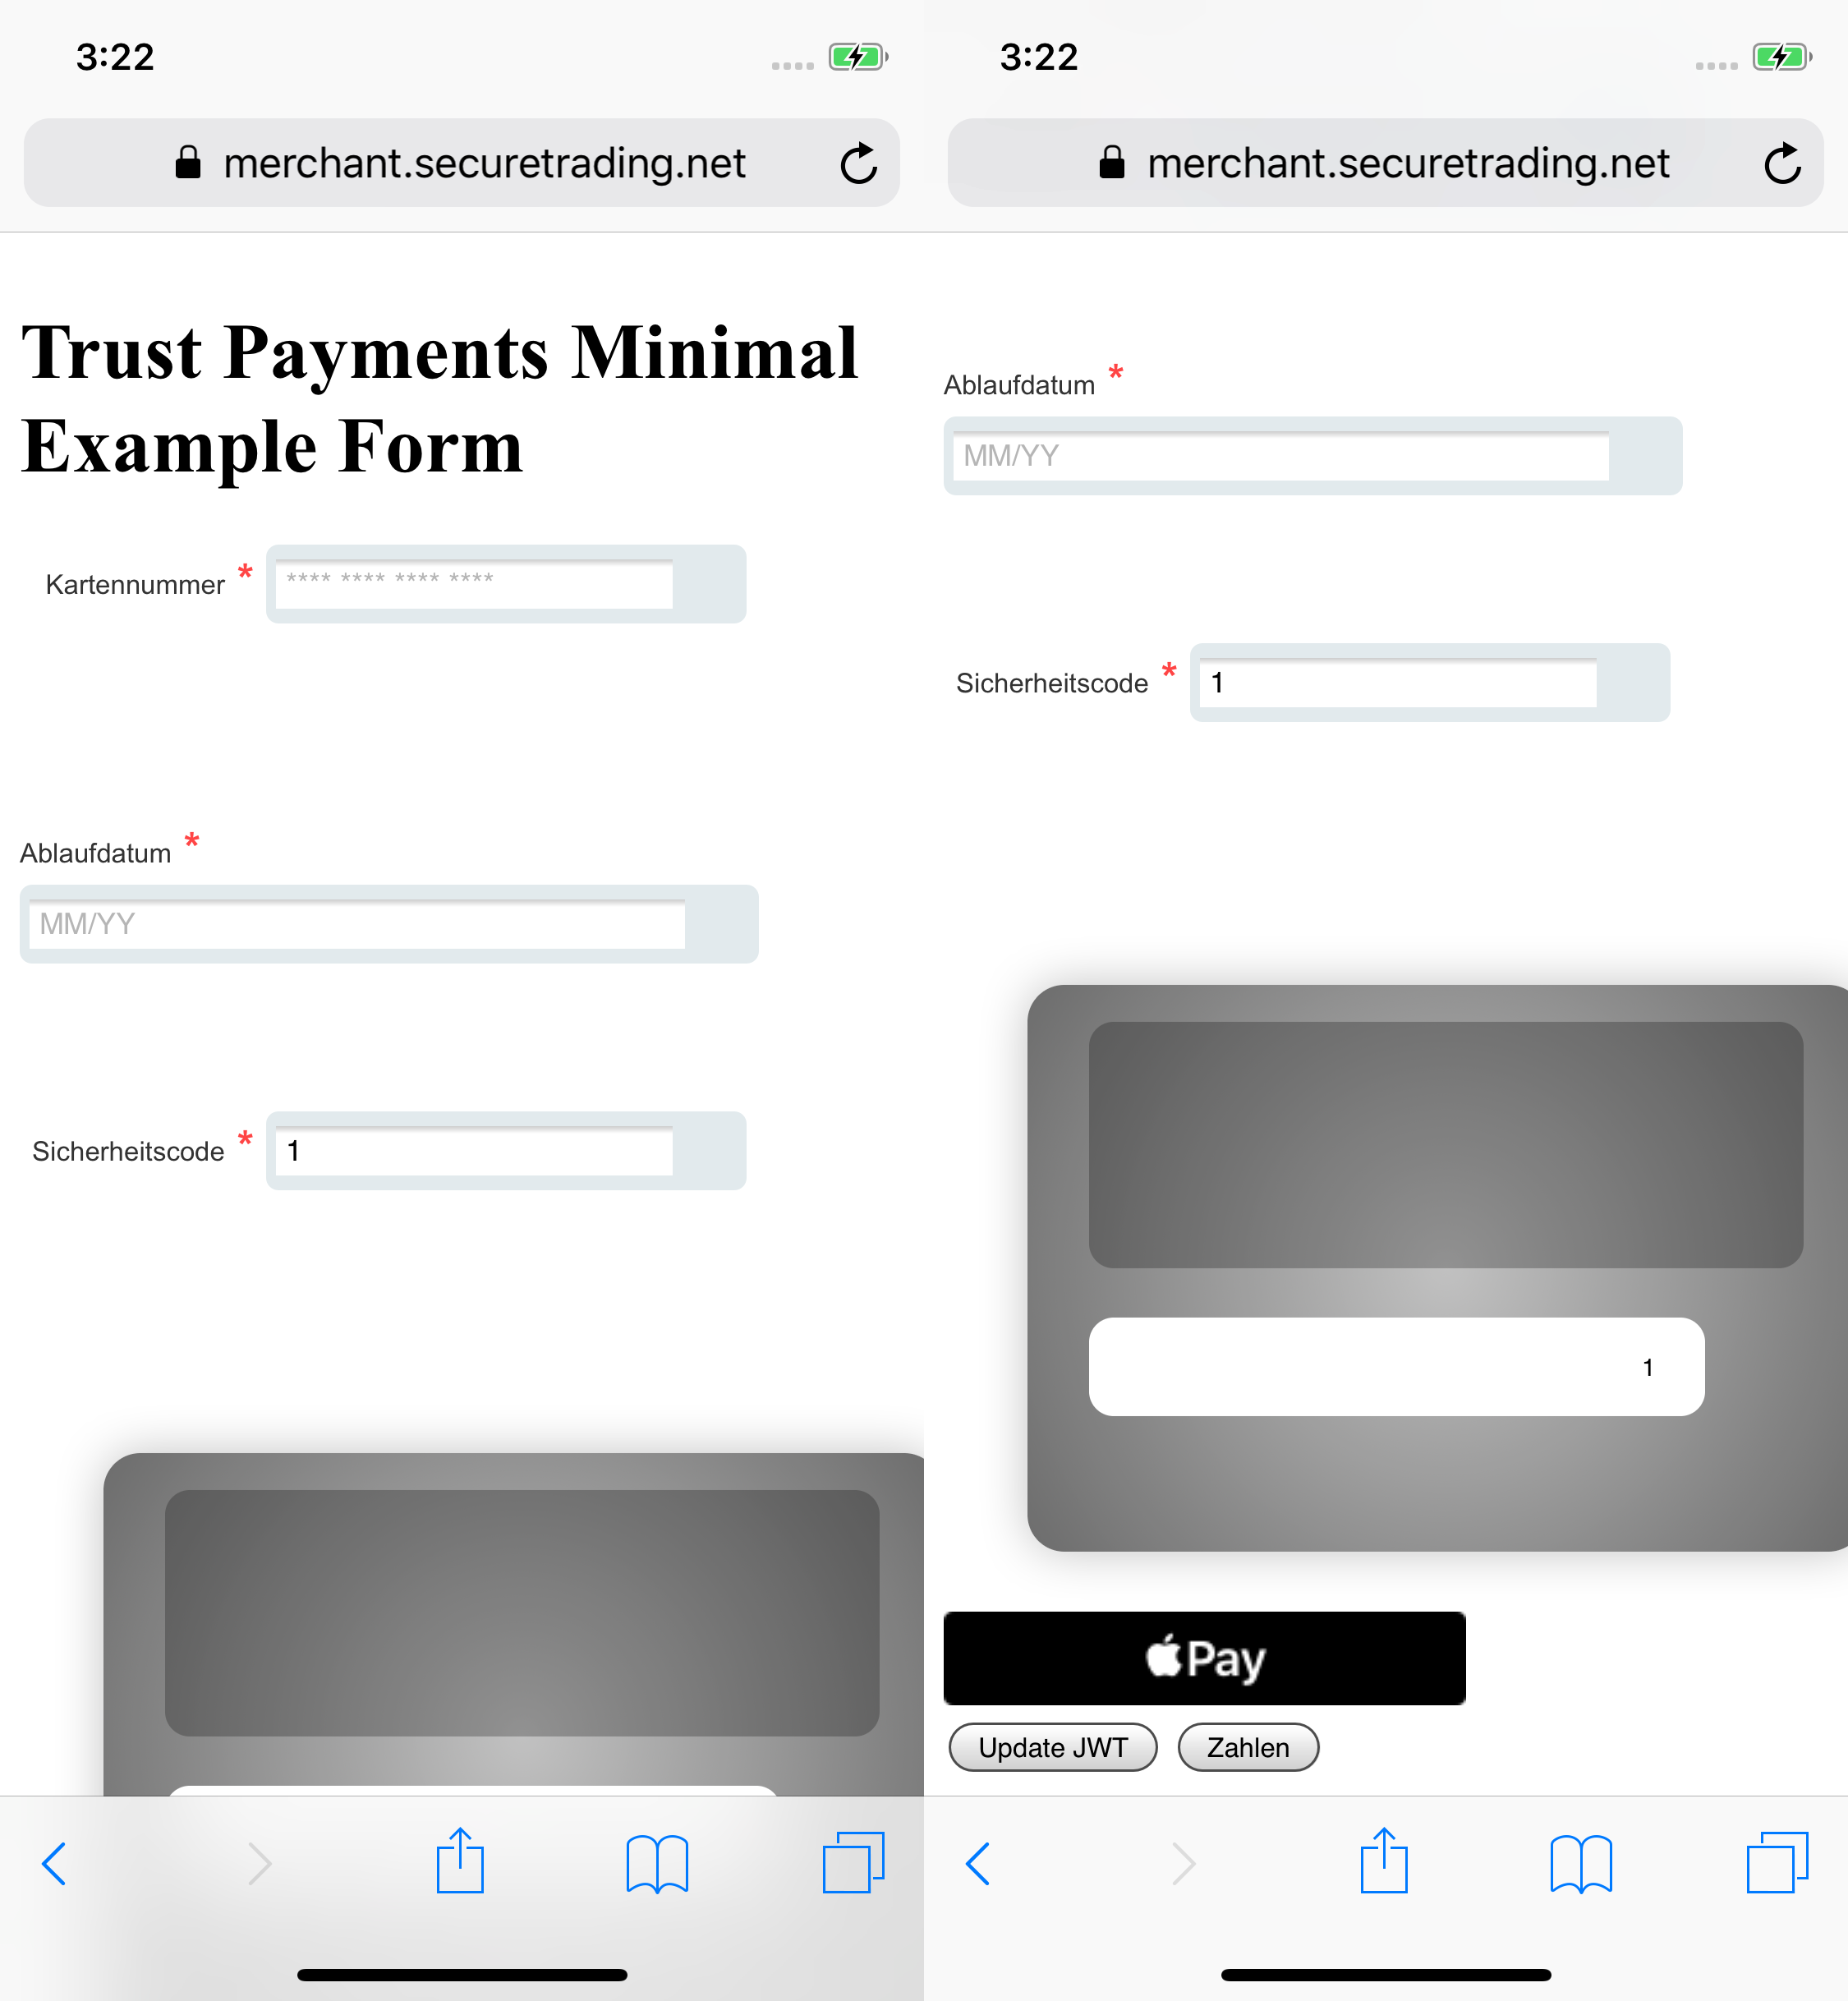 3:22
merchant.securetrading.net
Trust Payments Minimal
Example Form
Kartennummer *
**** **** **** ****
Ablaufdatum *
MM/YY
Sicherheitscode *
1
3:22
merchant.securetrading.net
Ablaufdatum *
MM/YY
Sicherheitscode *
1
1
Pay
Update JWT
Zahlen